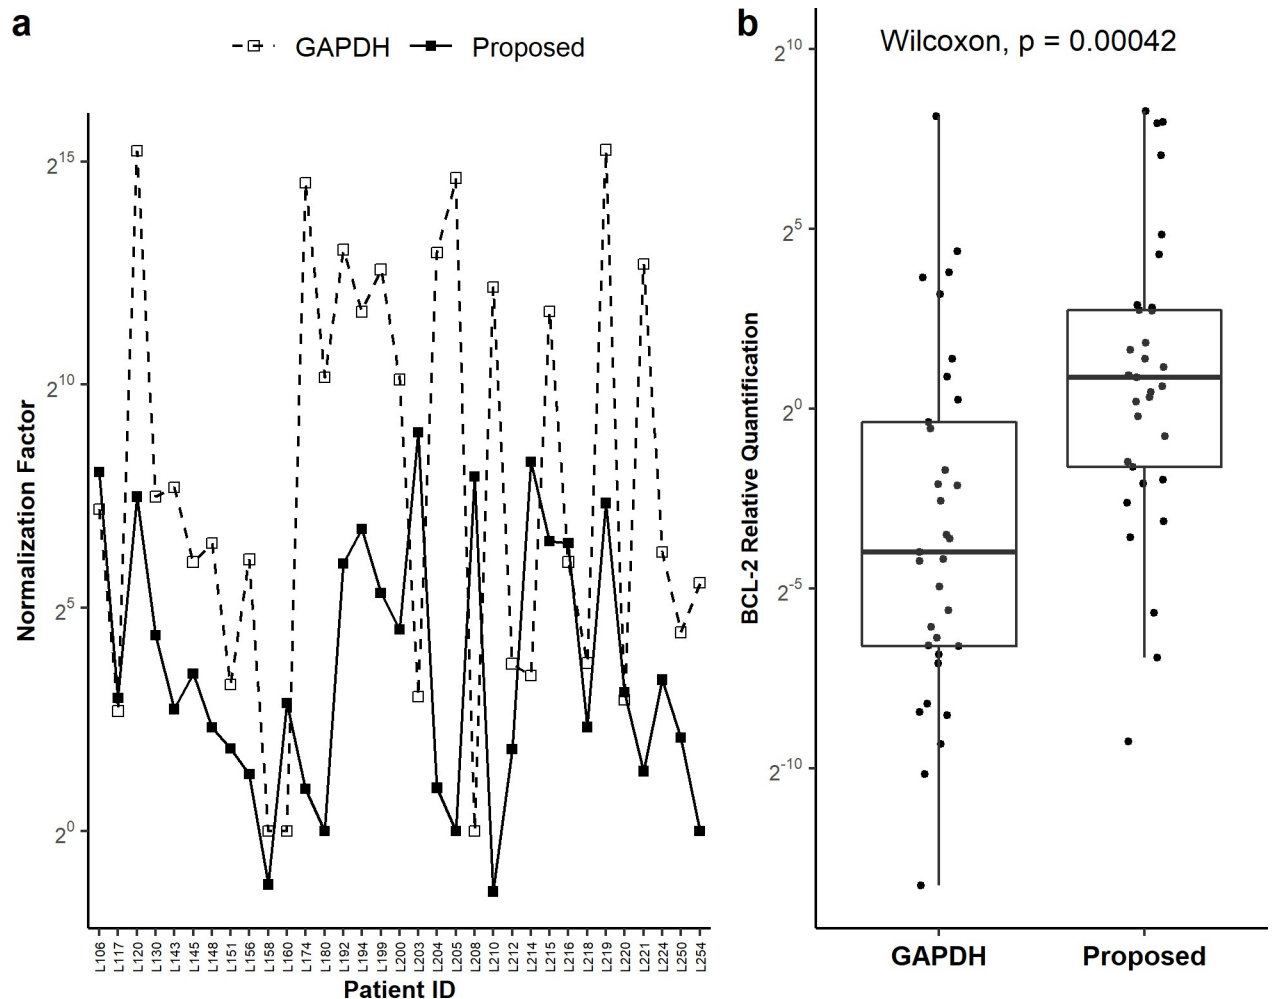 a
GAPDH Proposed
Normalization Factor
2^15
2^10
2^5
2^0
L106 L117 L120 L130 L143 L145 L148 L151 L156 L158 L160 L174 L180 L192 L194 L199 L200 L203 L204 L205 L208 L210 L212 L214 L215 L216 L218 L219 L220 L221 L224 L250 L254
Patient ID
b
Wilcoxon, p = 0.00042
BCL-2 Relative Quantification
2^10
2^5
2^0
2^-5
2^-10
GAPDH Proposed